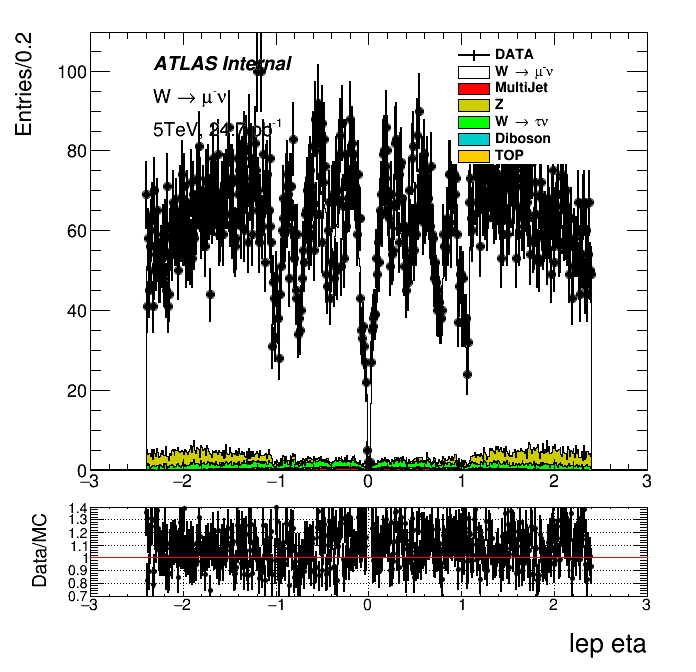 Entries/0.2
ATLAS Internal
W → μ⁻ν
5TeV, 24.7 pb⁻¹
DATA
W → μ⁻ν
MultiJet
Z
W → τν
Diboson
TOP
100
80
60
40
20
0
−3 −2 −1 0 1 2 3
Data/MC
1.4
1.3
1.2
1.1
1
0.9
0.8
0.7
−3 −2 −1 0 1 2 3
lep eta